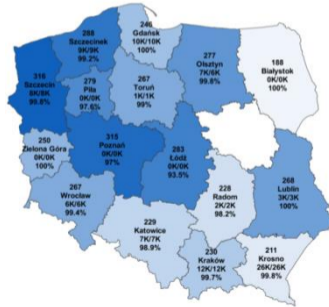 246
Gdańsk
10K/10K
100%
288
Szczecinek
9K/9K
99.2%
277
Olsztyn
7K/6K
99.8%
188
Białystok
0K/0K
100%
316
Szczeciń
8K/8K
99.8%
279
Piła
0K/0K
97.6%
267
Toruń
1K/1K
99%
250
Zielona Góra
0K/0K
100%
315
Poznań
0K/0K
97%
283
Łódź
0K/0K
93.5%
267
Wrocław
6K/6K
99.4%
228
Radom
2K/2K
98.2%
268
Lublin
3K/3K
100%
229
Katowice
7K/7K
98.9%
230
Kraków
12K/12K
99.7%
211
Krosno
26K/26K
99.8%